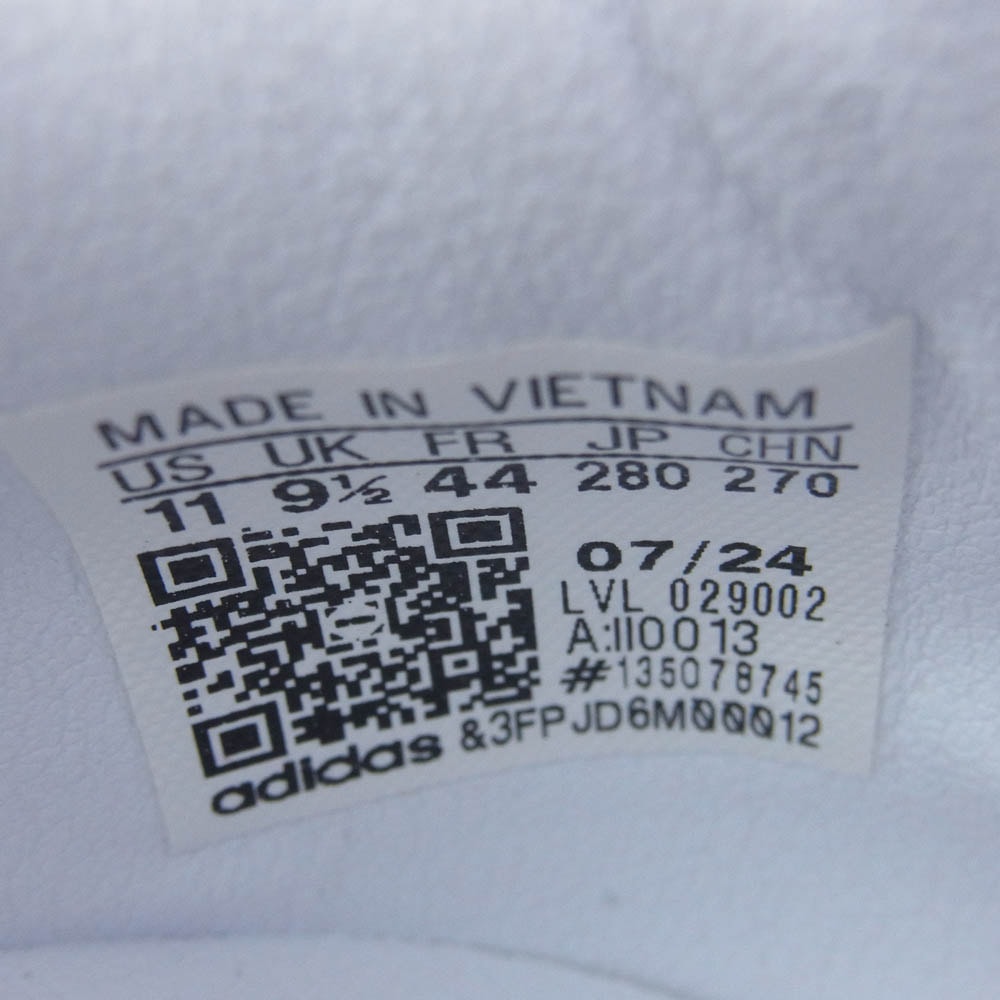 MADE IN VIETNAM
US UK FR JP CHN
11 9½ 44 280 270
07/24
LVL 029002
A:II0013
#135078745
adidas &3FPJD6M00012